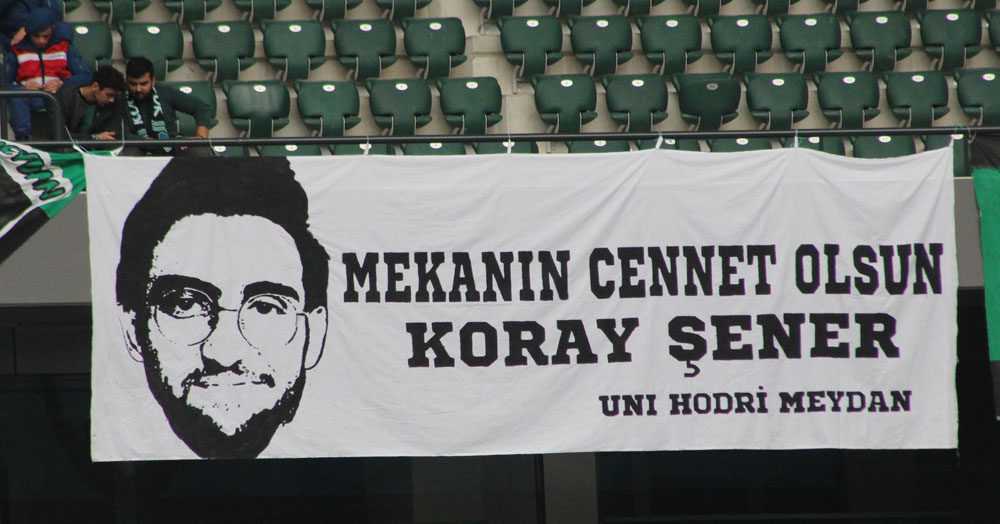 MEKANIN CENNET OLSUN
KORAY ŞENER
UNI HODRİ MEYDAN